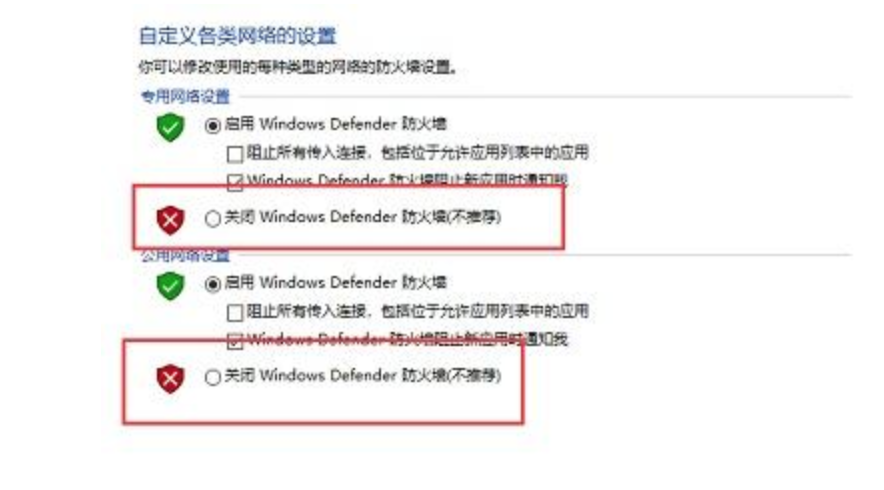 自定义各类网络的设置
你可以修改使用的每种类型的网络的防火墙设置。
专用网络设置
启用 Windows Defender 防火墙
阻止所有传入连接，包括位于允许应用列表中的应用
Windows Defender 防火墙阻止新应用时通知我
关闭 Windows Defender 防火墙(不推荐)
公用网络设置
启用 Windows Defender 防火墙
阻止所有传入连接，包括位于允许应用列表中的应用
Windows Defender 防火墙阻止新应用时通知我
关闭 Windows Defender 防火墙(不推荐)